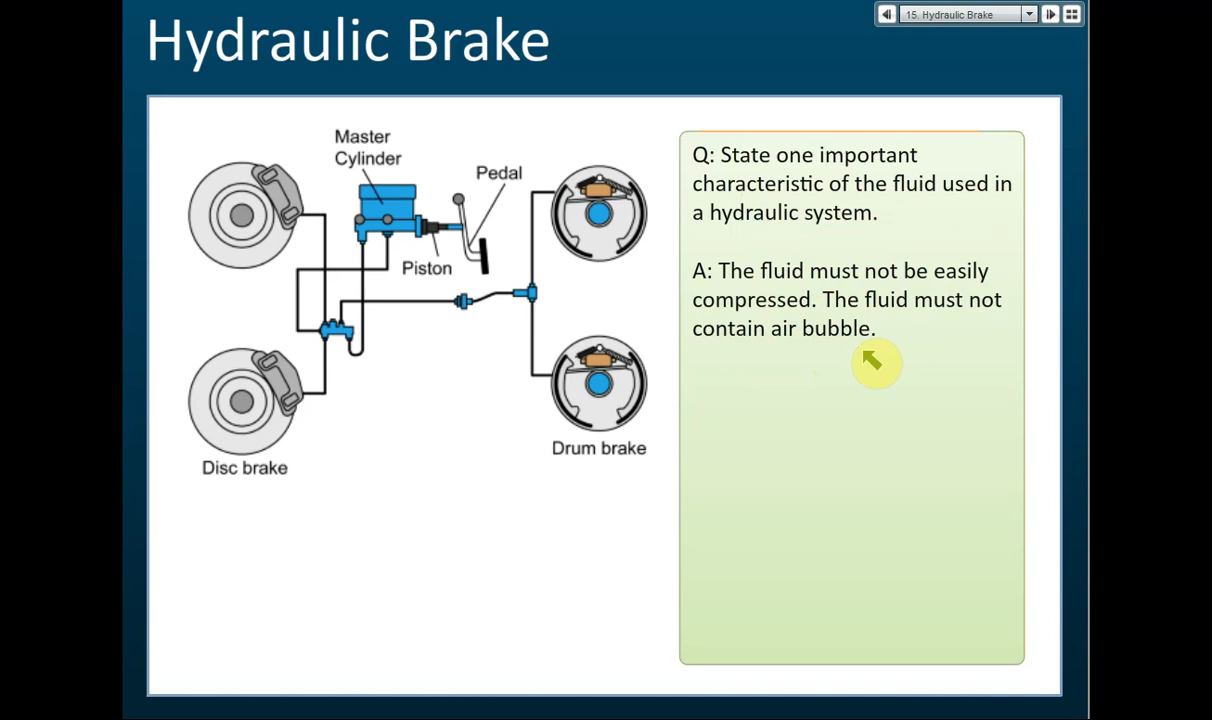 15. Hydraulic Brake
Hydraulic Brake
Master
Cylinder
Pedal
Piston
Disc brake
Drum brake
Q: State one important
characteristic of the fluid used in
a hydraulic system.
A: The fluid must not be easily
compressed. The fluid must not
contain air bubble.